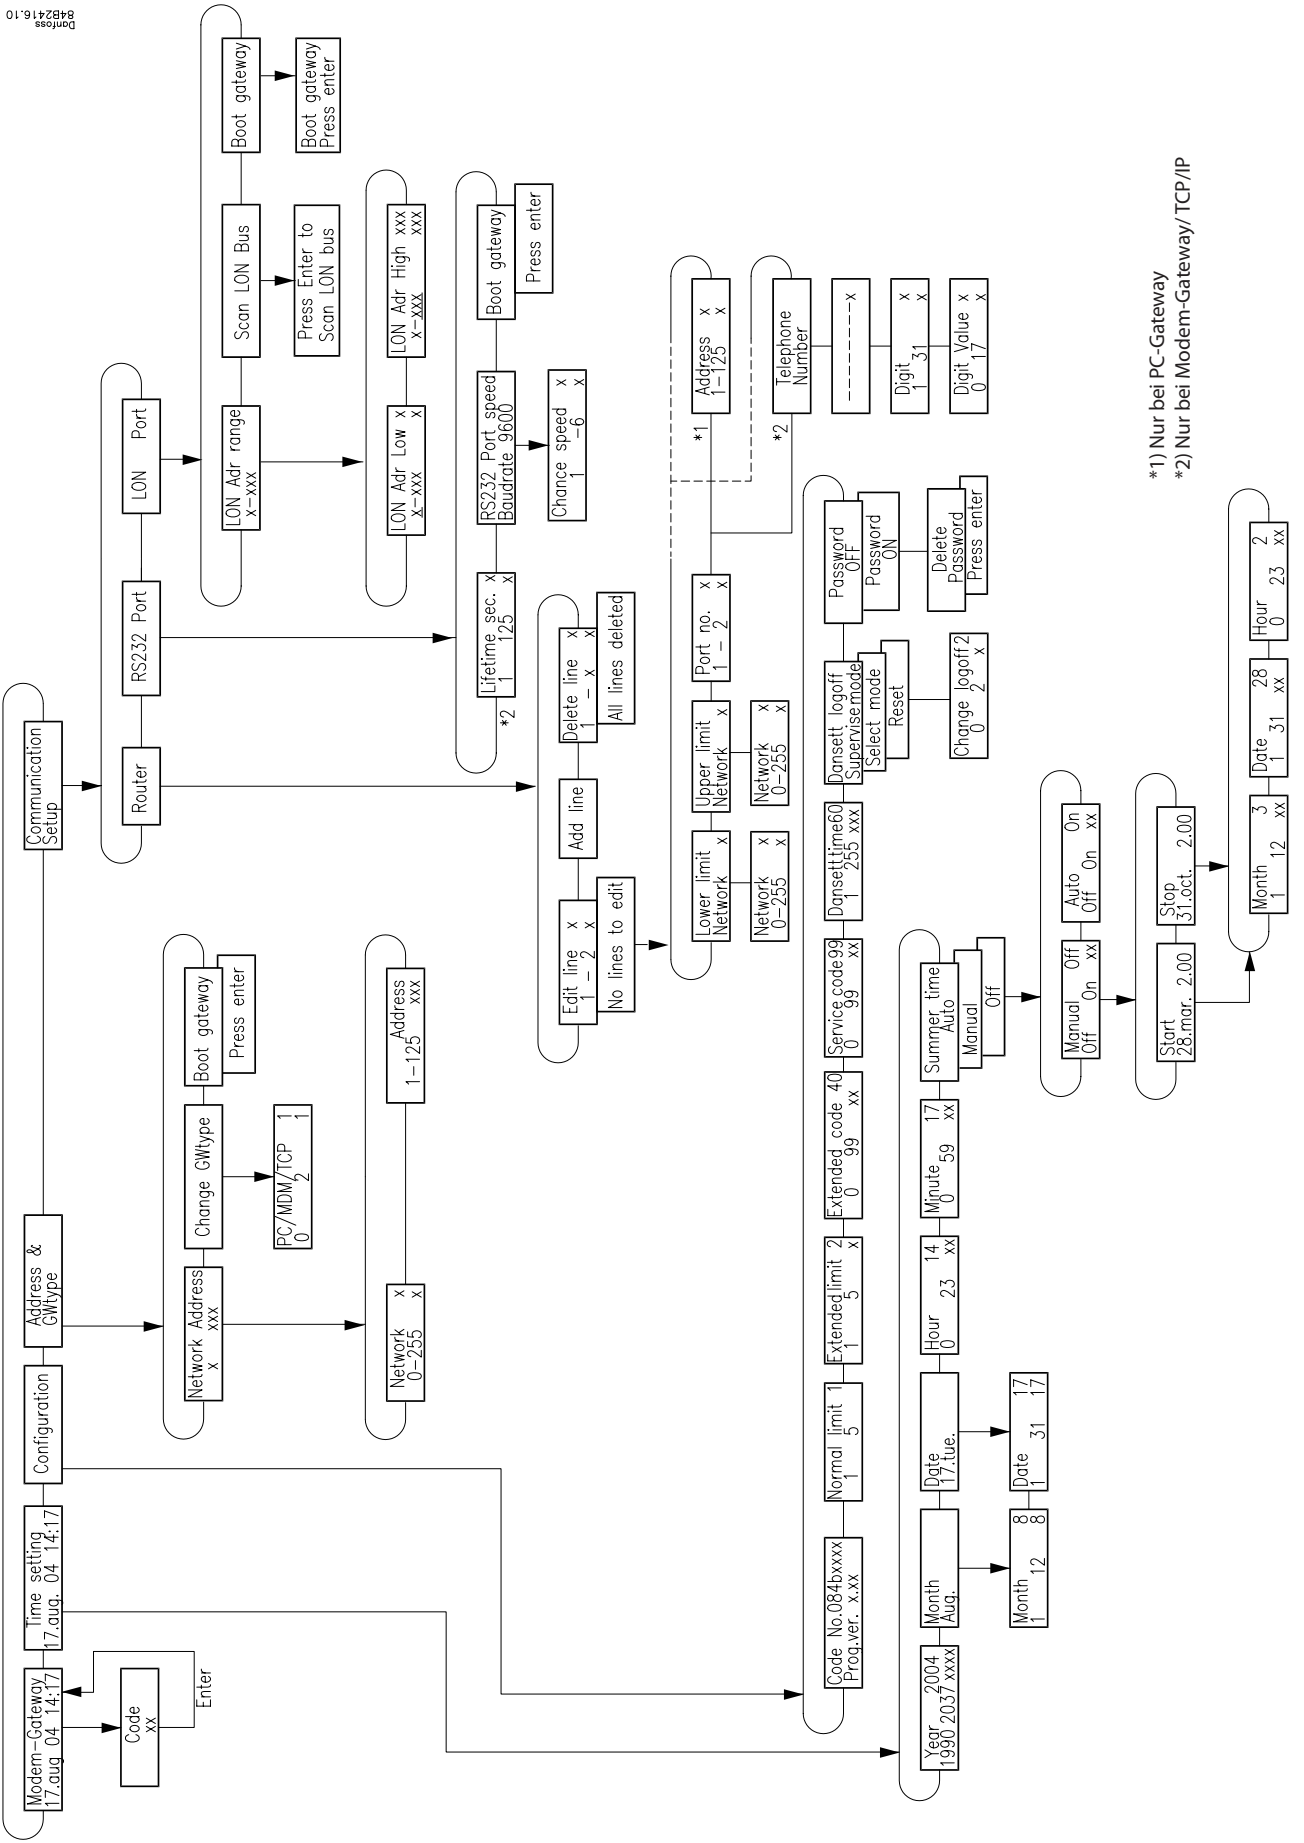 Danfoss
84B2416.10
Modem-Gateway
17.aug 04 14:17
Time setting
17.aug. 04 14:17
Configuration
Address &
GWtype
Communication
Setup
Code
xx
Enter
Router
RS232 Port
LON Port
Network Address
x xxx
Change GWtype
Boot gateway
Press enter
PC/MDM/TCP 1
0 2 1
Network x
0-255 x
Address
1-125 xxx
LON Adr range
x-xxx
Scan LON Bus
Boot gateway
Press Enter to
Scan LON bus
Boot gateway
Press enter
LON Adr Low x
x-xxx x
LON Adr High xxx
x-xxx xxx
*2
Lifetime sec. x
1 125 x
RS232 Port speed
Baudrate 9600
Boot gateway
Press enter
Chance speed x
1 -6 x
Edit line x
1 - 2 x
No lines to edit
Add line
Delete line x
1 - x x
All lines deleted
Lower limit
Network x
Upper limit
Network x
Port no. x
1 - 2 x
*1
Address x
1-125 x
Network x
0-255 x
Network x
0-255 x
*2
Telephone
Number
-----------x
Digit x
1 31 x
Digit Value x
0 17 x
Code No.084bxxxx
Prog.ver. x.xx
Normal limit 1
1 5
Extended limit 2
1 5 x
Extended code 40
0 99 xx
Service code 99
0 99 xx
Dansett time 60
1 255 xxx
Dansett logoff
Supervise mode
Select mode
Reset
Change logoff 2
0 2 x
Password
OFF
Password
ON
Delete
Password
Press enter
Year 2004
1990 2037 xxxx
Month
Aug.
Date
17.tue.
Hour 14
0 23 xx
Minute 17
0 59 xx
Summer time
Auto
Manual
Off
Month 8
1 12 8
Date 17
1 31 17
Manual Off
Off On xx
Auto On
Off On xx
Start
28.mar. 2.00
Stop
31.oct. 2.00
Month 3
1 12 xx
Date 28
1 31 xx
Hour 2
0 23 xx
*1) Nur bei PC-Gateway
*2) Nur bei Modem-Gateway/ TCP/IP